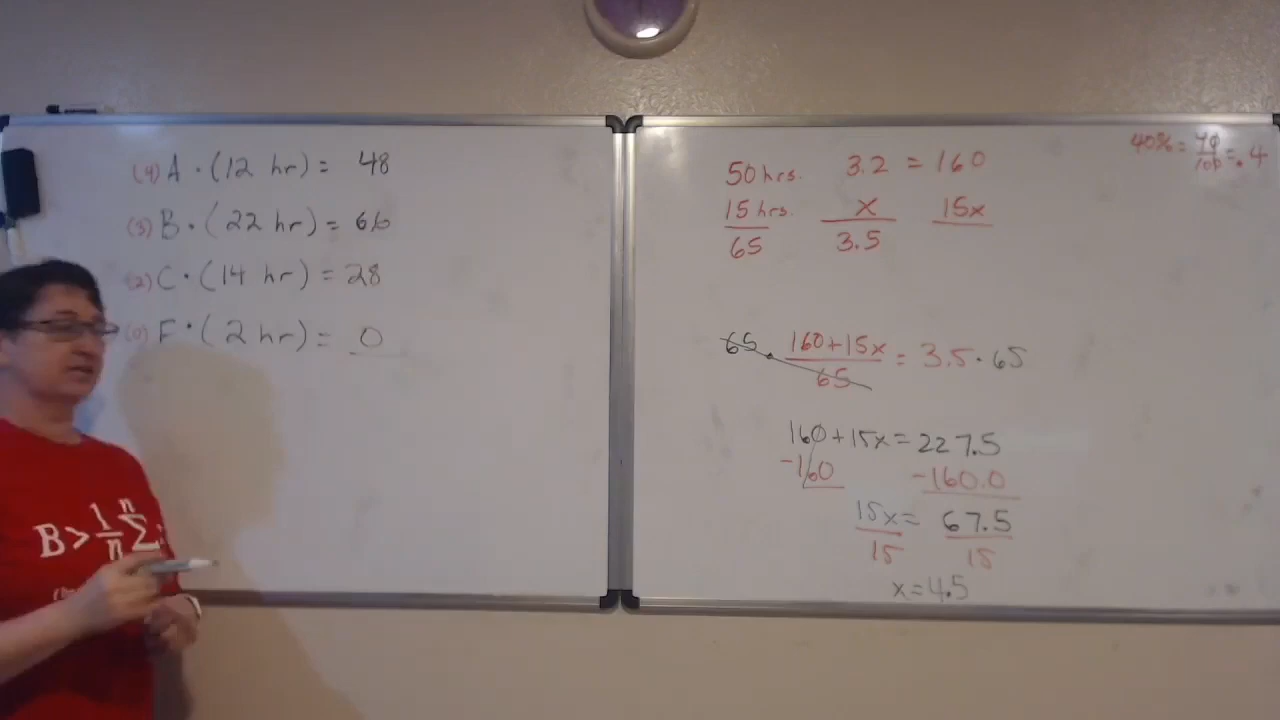 (4) A · (12 hr) = 48
(3) B · (22 hr) = 66
(2) C · (14 hr) = 28
(0) F · (2 hr) = 0
B > 1/n n Σ
40% = 40/100 = .4
50 hrs. 3.2 = 160
15 hrs. x 15x
65 3.5
65 · 160+15x/65 = 3.5 · 65
160+15x = 227.5
-160 -160.0
15x = 67.5
15 15
x = 4.5